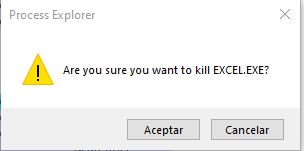 Process Explorer
Are you sure you want to kill EXCEL.EXE?
Aceptar
Cancelar